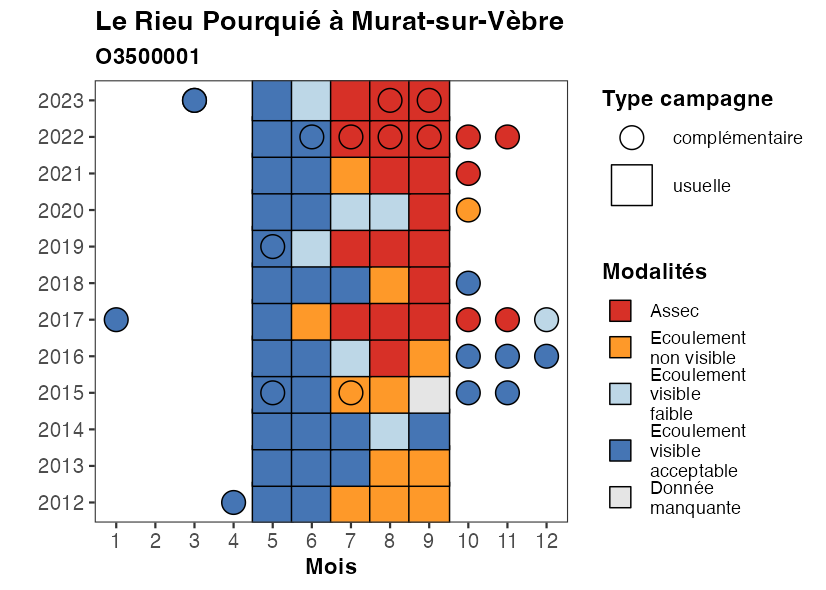 Le Rieu Pourquié à Murat-sur-Vèbre
O3500001
2023
2022
2021
2020
2019
2018
2017
2016
2015
2014
2013
2012
1 2 3 4 5 6 7 8 9 10 11 12
Mois
Type campagne
complémentaire
usuelle
Modalités
Assec
Ecoulement
non visible
Ecoulement
visible
faible
Ecoulement
visible
acceptable
Donnée
manquante